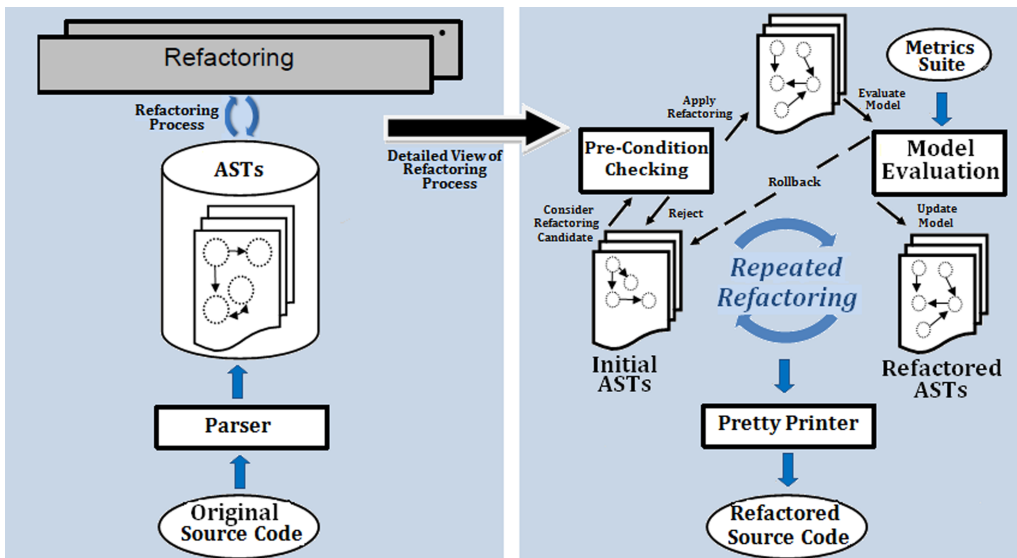 Refactoring
Refactoring
Process
ASTs
Parser
Original
Source Code
Detailed View of
Refactoring
Process
Metrics
Suite
Apply
Refactoring
Evaluate
Model
Pre-Condition
Checking
Model
Evaluation
Rollback
Consider
Refactoring
Candidate
Reject
Update
Model
Repeated
Refactoring
Initial
ASTs
Refactored
ASTs
Pretty Printer
Refactored
Source Code